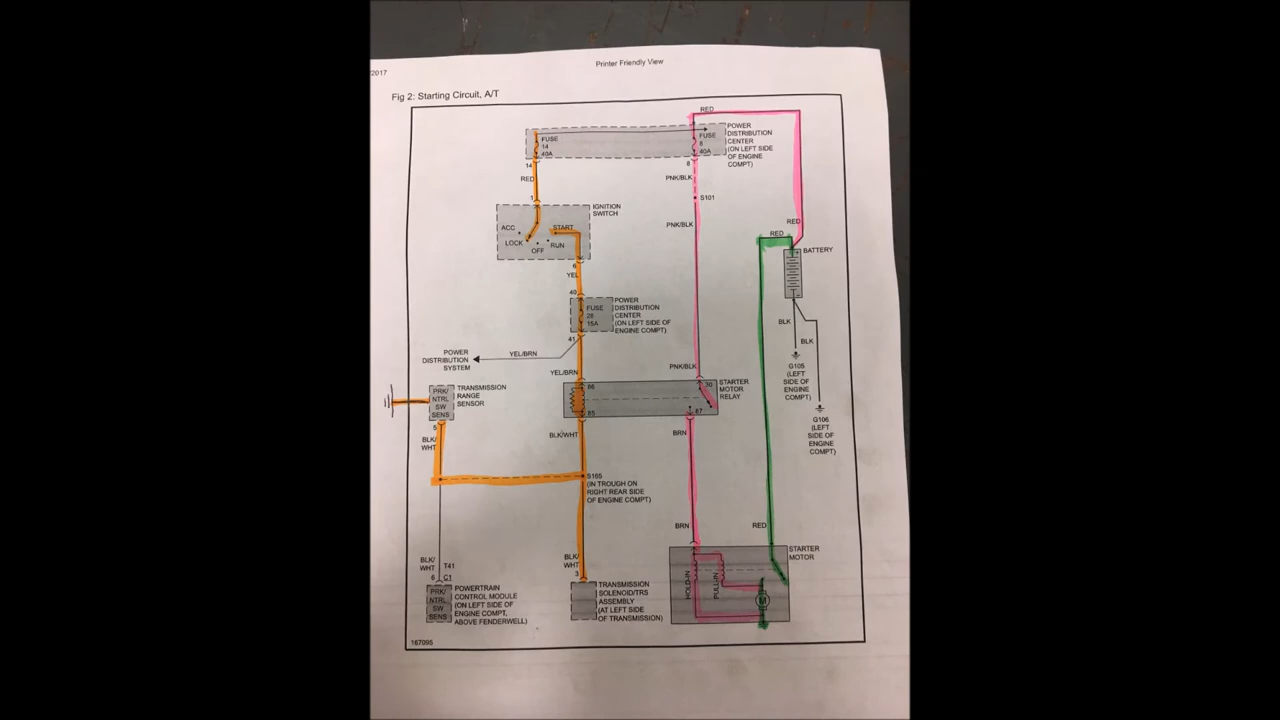 2017
Printer Friendly View
Fig 2: Starting Circuit, A/T
RED
FUSE
14
40A
FUSE
8
40A
POWER
DISTRIBUTION
CENTER
(ON LEFT SIDE
OF ENGINE
COMPT)
14
8
RED
PNK/BLK
1
S101
IGNITION
SWITCH
ACC
START
LOCK
OFF
RUN
PNK/BLK
RED
RED
BATTERY
6
YEL
49
FUSE
28
15A
POWER
DISTRIBUTION
CENTER
(ON LEFT SIDE OF
ENGINE COMPT)
41
BLK
BLK
POWER
DISTRIBUTION
SYSTEM
YEL/BRN
YEL/BRN
PNK/BLK
G105
(LEFT
SIDE OF
ENGINE
COMPT)
PRK/
NTRL
SW
SENS
TRANSMISSION
RANGE
SENSOR
86
30
85
87
STARTER
MOTOR
RELAY
G106
(LEFT
SIDE OF
ENGINE
COMPT)
5
BLK/
WHT
BLK/WHT
BRN
S165
(IN TROUGH ON
RIGHT REAR SIDE
OF ENGINE COMPT)
BRN
RED
BLK/
WHT
T41
6
C1
BLK/
WHT
3
STARTER
MOTOR
HOLD-IN
PULL-IN
M
PRK/
NTRL
SW
SENS
POWERTRAIN
CONTROL MODULE
(ON LEFT SIDE OF
ENGINE COMPT,
ABOVE FENDERWELL)
TRANSMISSION
SOLENOID/TRS
ASSEMBLY
(AT LEFT SIDE
OF TRANSMISSION)
167095